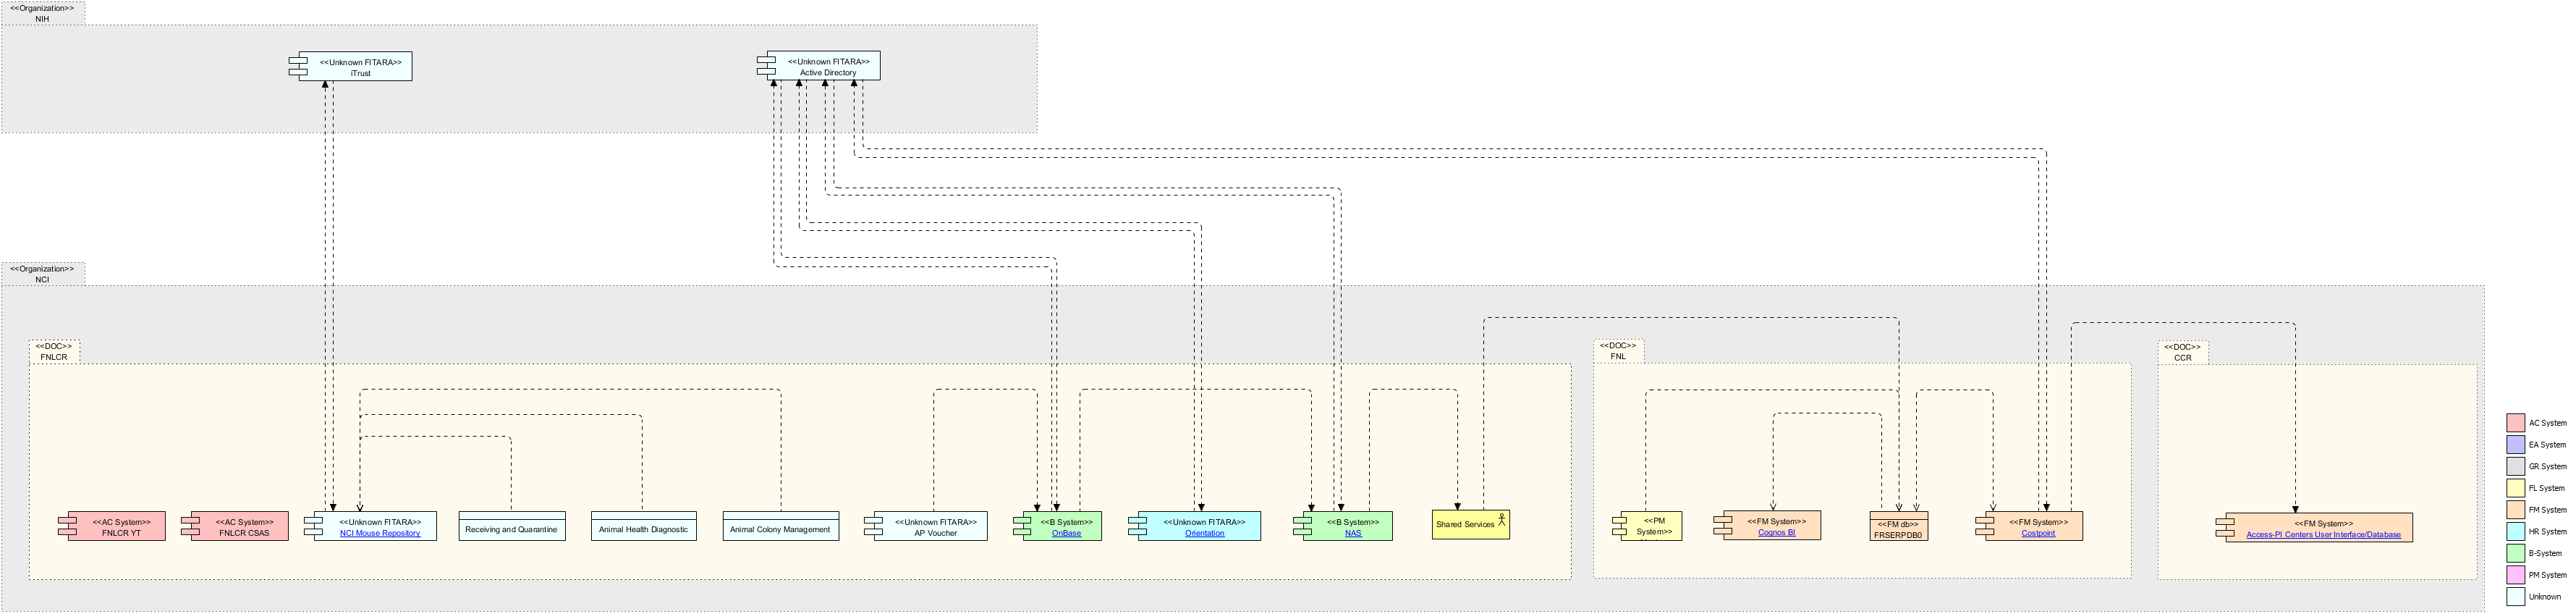 <<Organization>>
NIH
<<Unknown FITARA>>
iTrust
<<Unknown FITARA>>
Active Directory
<<Organization>>
NCI
<<DOC>>
FNLCR
<<DOC>>
FNL
<<DOC>>
CCR
<<AC System>>
FNLCR YT
<<AC System>>
FNLCR CSAS
<<Unknown FITARA>>
NCI Mouse Repository
Receiving and Quarantine
Animal Health Diagnostic
Animal Colony Management
<<Unknown FITARA>>
AP Voucher
<<B System>>
OnBase
<<Unknown FITARA>>
Orientation
<<B System>>
NAS
Shared Services
<<PM
System>>
<<FM System>>
Cognos BI
<<FM db>>
FRSERPDB0
<<FM System>>
Costpoint
<<FM System>>
Access-PI Centers User Interface/Database
AC System
EA System
GR System
FL System
FM System
HR System
B-System
PM System
Unknown